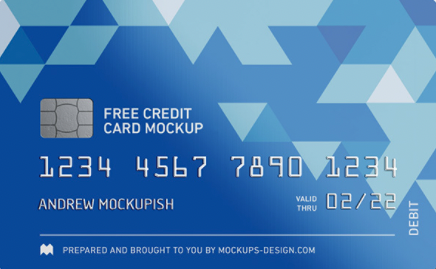 FREE CREDIT
CARD MOCKUP
1234 4567 7890 1234
ANDREW MOCKUPISH
VALID
THRU
02/22
DEBIT
PREPARED AND BROUGHT TO YOU BY MOCKUPS-DESIGN.COM